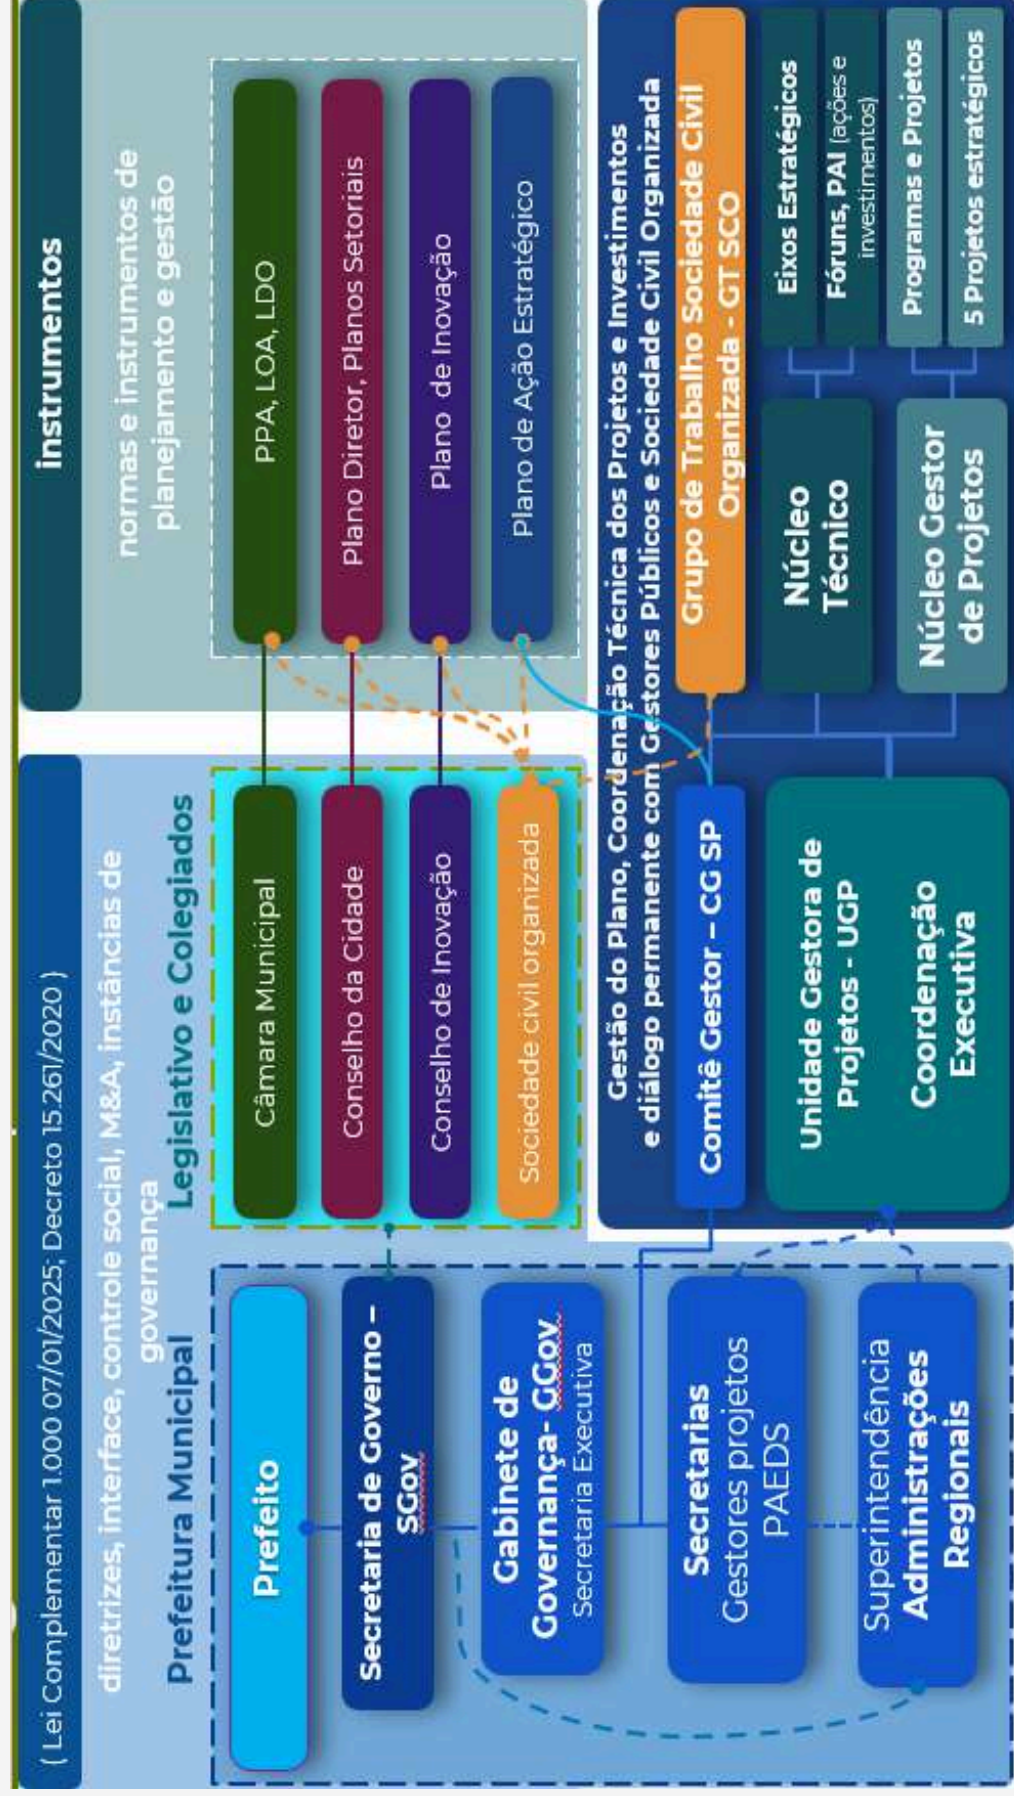 ( Lei Complementar 1.000 07/01/2025; Decreto 15.261/2020 )
instrumentos
diretrizes, interface, controle social, M&A, instâncias de
governança
Prefeitura Municipal
Prefeito
Secretaria de Governo –
SGov
Gabinete de
Governança- GGov
Secretaria Executiva
Secretarias
Gestores projetos
PAEDS
Superintendência
Administrações
Regionais
Legislativo e Colegiados
Câmara Municipal
Conselho da Cidade
Conselho de Inovação
Sociedade civil organizada
normas e instrumentos de
planejamento e gestão
PPA, LOA, LDO
Plano Diretor, Planos Setoriais
Plano de Inovação
Plano de Ação Estratégico
Gestão do Plano, Coordenação Técnica dos Projetos e Investimentos
e diálogo permanente com Gestores Públicos e Sociedade Civil Organizada
Comitê Gestor – CG SP
Grupo de Trabalho Sociedade Civil
Organizada - GT SCO
Unidade Gestora de
Projetos - UGP
Coordenação
Executiva
Núcleo
Técnico
Eixos Estratégicos
Fóruns, PAI (ações e
investimentos)
Núcleo Gestor
de Projetos
Programas e Projetos
5 Projetos estratégicos